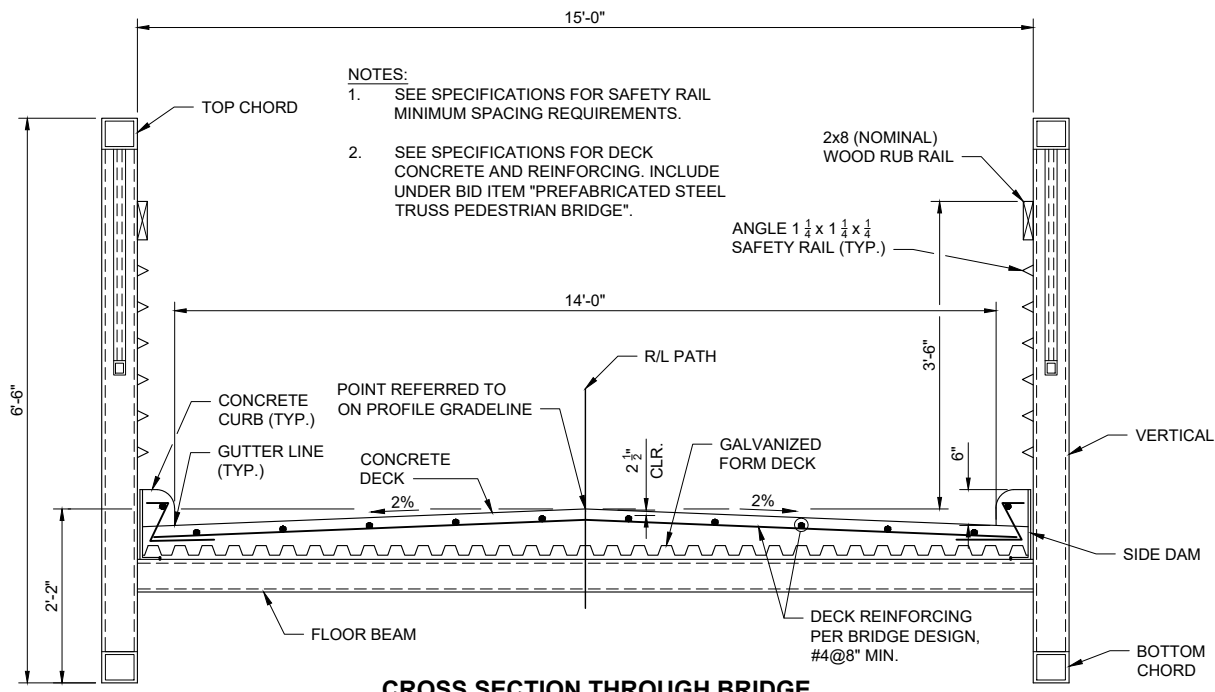 15'-0"
NOTES:
1. SEE SPECIFICATIONS FOR SAFETY RAIL
MINIMUM SPACING REQUIREMENTS.
2. SEE SPECIFICATIONS FOR DECK
CONCRETE AND REINFORCING. INCLUDE
UNDER BID ITEM "PREFABRICATED STEEL
TRUSS PEDESTRIAN BRIDGE".
TOP CHORD
2x8 (NOMINAL)
WOOD RUB RAIL
ANGLE 1 1/4 x 1 1/4 x 1/4
SAFETY RAIL (TYP.)
14'-0"
6'-6"
3'-6"
R/L PATH
POINT REFERRED TO
ON PROFILE GRADELINE
CONCRETE
CURB (TYP.)
GUTTER LINE
(TYP.)
CONCRETE
DECK
2 1/2"
CLR.
GALVANIZED
FORM DECK
6"
VERTICAL
2%
2%
2'-2"
SIDE DAM
FLOOR BEAM
DECK REINFORCING
PER BRIDGE DESIGN,
#4@8" MIN.
BOTTOM
CHORD
CROSS SECTION THROUGH BRIDGE